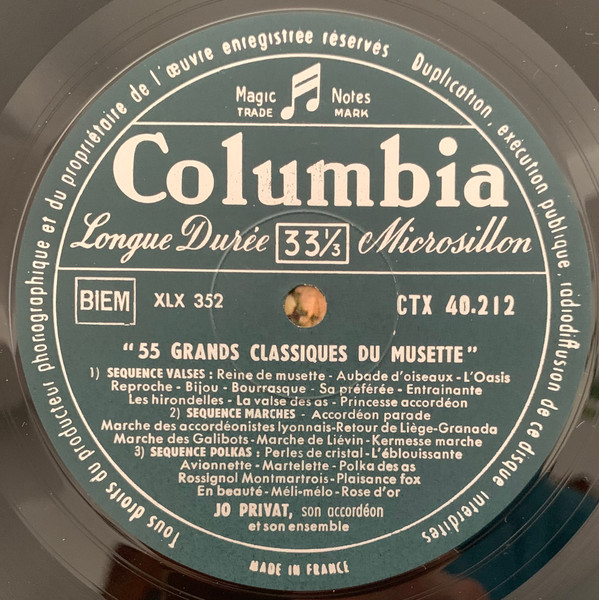 Tous droits du producteur phonographique et du propriétaire de l'œuvre enregistrée réservés Duplication, exécution publique, radiodiffusion de ce disque interdites
Magic Notes
TRADE MARK
Columbia
Longue Durée 33⅓ Microsillon
BIEM XLX 352 CTX 40.212
"55 GRANDS CLASSIQUES DU MUSETTE"
1) SEQUENCE VALSES : Reine de musette - Aubade d'oiseaux - L'Oasis
Reproche - Bijou - Bourrasque - Sa préférée - Entrainante
Les hirondelles - La valse des as - Princesse accordéon
2) SEQUENCE MARCHES - Accordéon parade
Marche des accordéonistes lyonnais-Retour de Liège-Granada
Marche des Galibots - Marche de Liévin - Kermesse marche
3) SEQUENCE POLKAS : Perles de cristal - L'éblouissante
Avionnette - Martelette - Polka des as
Rossignol Montmartrois - Plaisance fox
En beauté - Méli-mélo - Rose d'or
JO PRIVAT, son accordéon
et son ensemble
MADE IN FRANCE